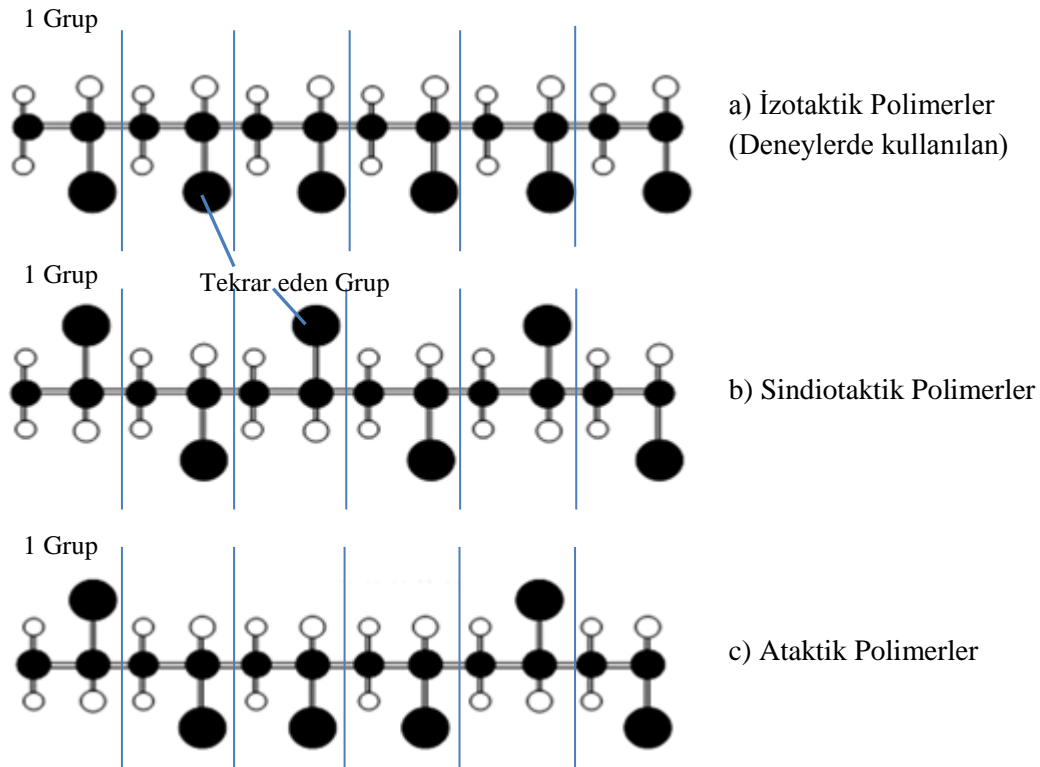 1 Grup
a) İzotaktik Polimerler
(Deneylerde kullanılan)
1 Grup
Tekrar eden Grup
b) Sindiotaktik Polimerler
1 Grup
c) Ataktik Polimerler